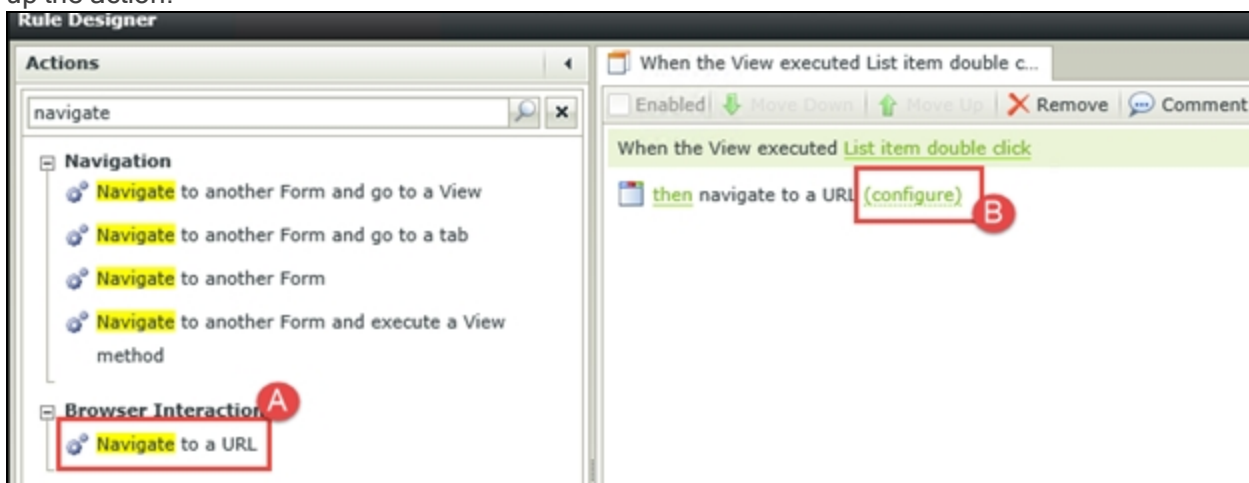 up the action.
Rule Designer
Actions
navigate
Navigation
Navigate to another Form and go to a View
Navigate to another Form and go to a tab
Navigate to another Form
Navigate to another Form and execute a View
method
Browser Interaction
A
Navigate to a URL
When the View executed List item double c...
Enabled Move Down Move Up Remove Comment
When the View executed List item double click
then navigate to a URL (configure)
B